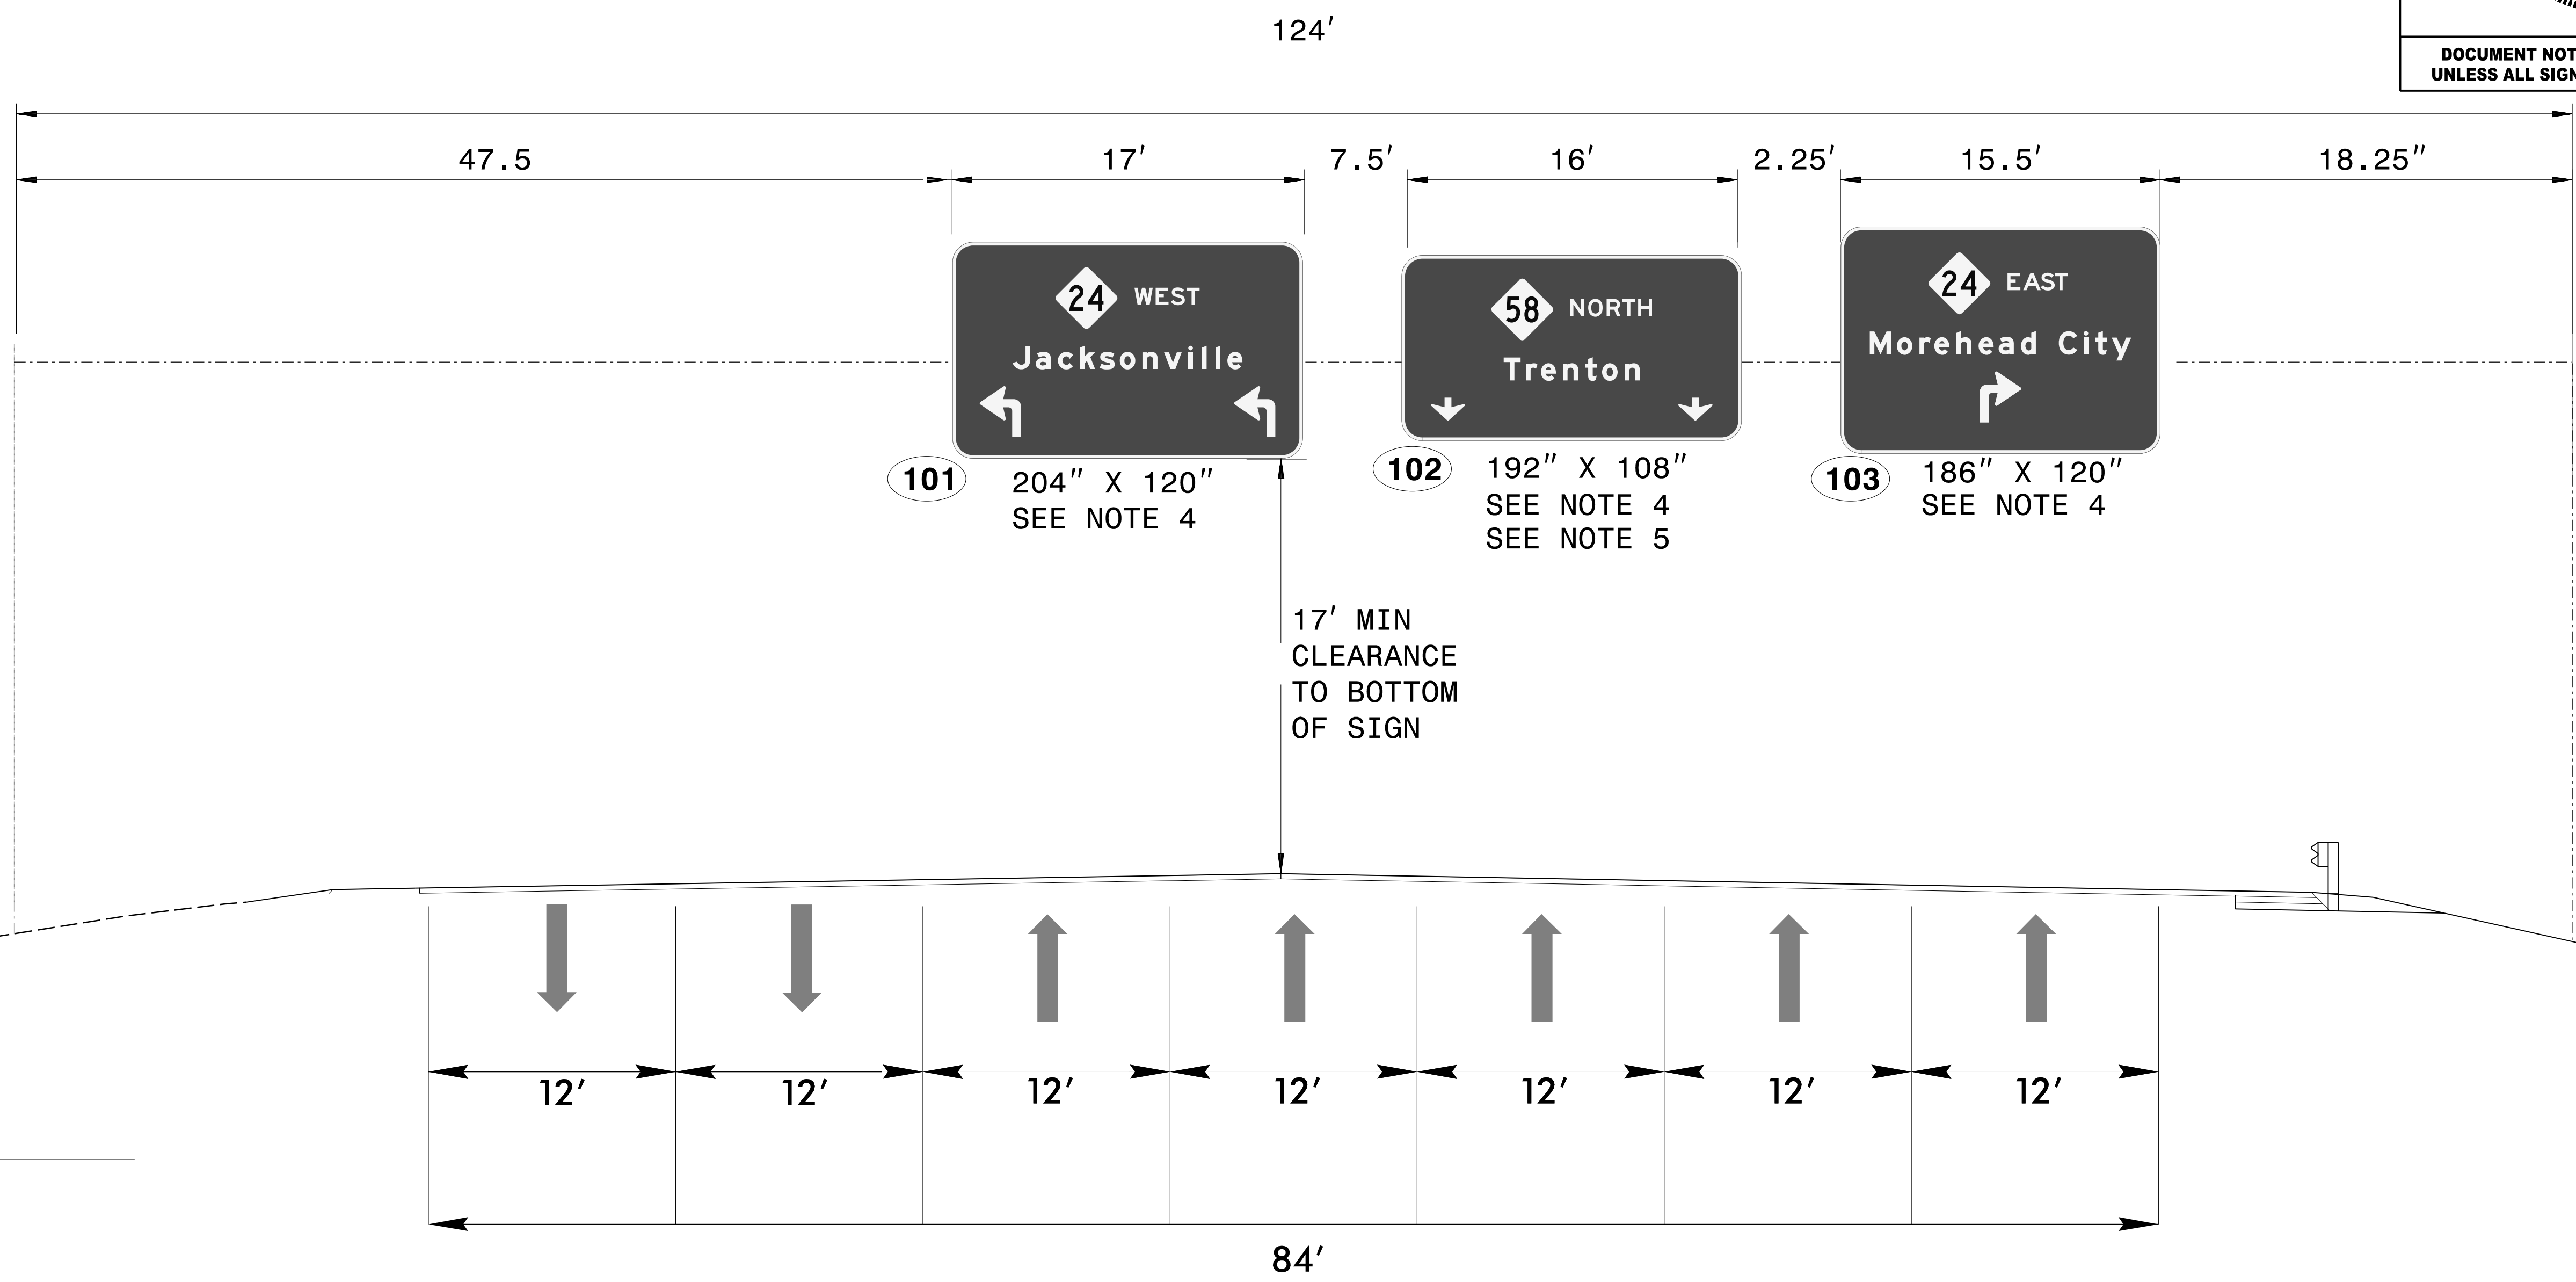 124'
DOCUMENT NOT
UNLESS ALL SIGN
47.5
17'
7.5'
16'
2.25'
15.5'
18.25"
24 WEST
Jacksonville
58 NORTH
Trenton
24 EAST
Morehead City
101
204" X 120"
SEE NOTE 4
102
192" X 108"
SEE NOTE 4
SEE NOTE 5
103
186" X 120"
SEE NOTE 4
17' MIN
CLEARANCE
TO BOTTOM
OF SIGN
12'
12'
12'
12'
12'
12'
12'
84'